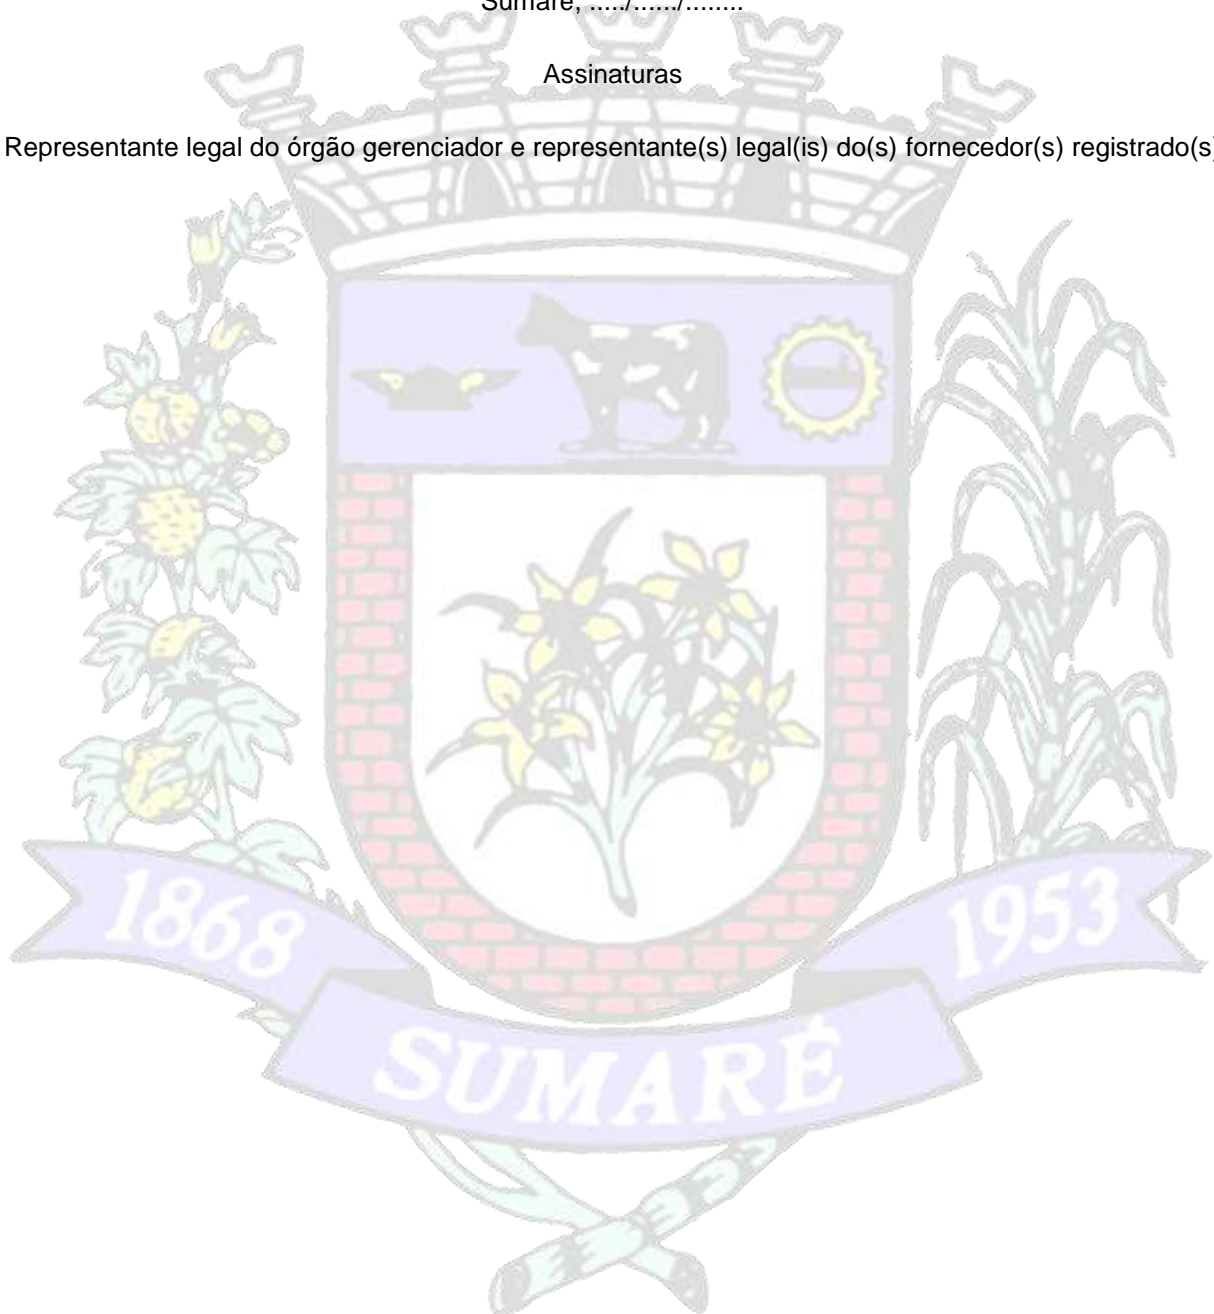 Sumaré, ...../....../........
Assinaturas
Representante legal do órgão gerenciador e representante(s) legal(is) do(s) fornecedor(s) registrado(s)
1868
1953
SUMARÉ